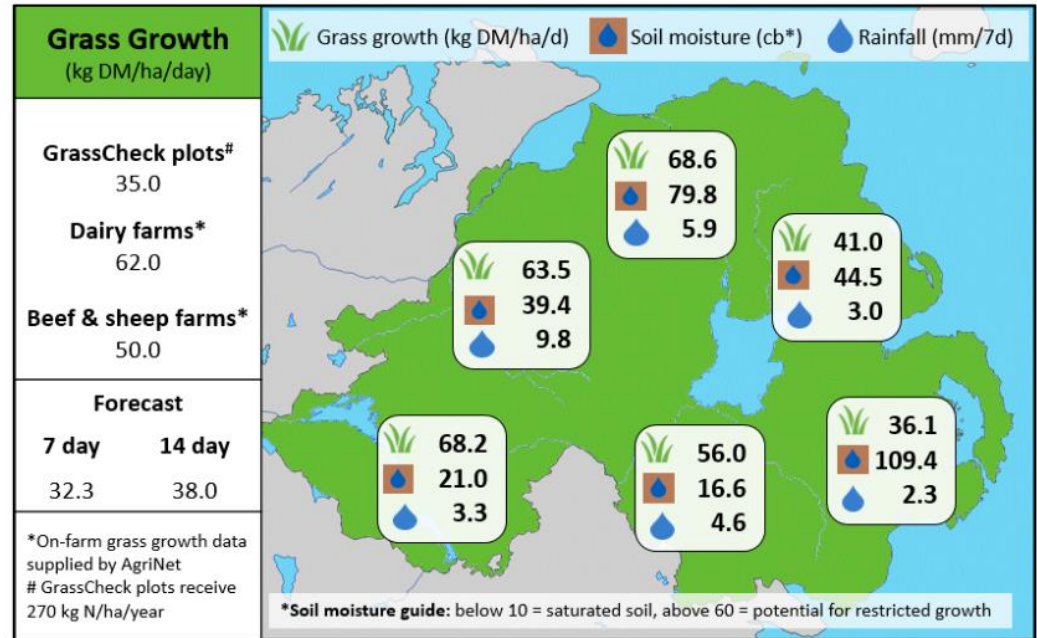 Grass Growth
(kg DM/ha/day)
GrassCheck plots#
35.0
Dairy farms*
62.0
Beef & sheep farms*
50.0
Forecast
7 day 14 day
32.3 38.0
*On-farm grass growth data
supplied by AgriNet
# GrassCheck plots receive
270 kg N/ha/year
Grass growth (kg DM/ha/d) Soil moisture (cb*) Rainfall (mm/7d)
68.6
79.8
5.9
41.0
44.5
3.0
63.5
39.4
9.8
68.2
21.0
3.3
56.0
16.6
4.6
36.1
109.4
2.3
*Soil moisture guide: below 10 = saturated soil, above 60 = potential for restricted growth